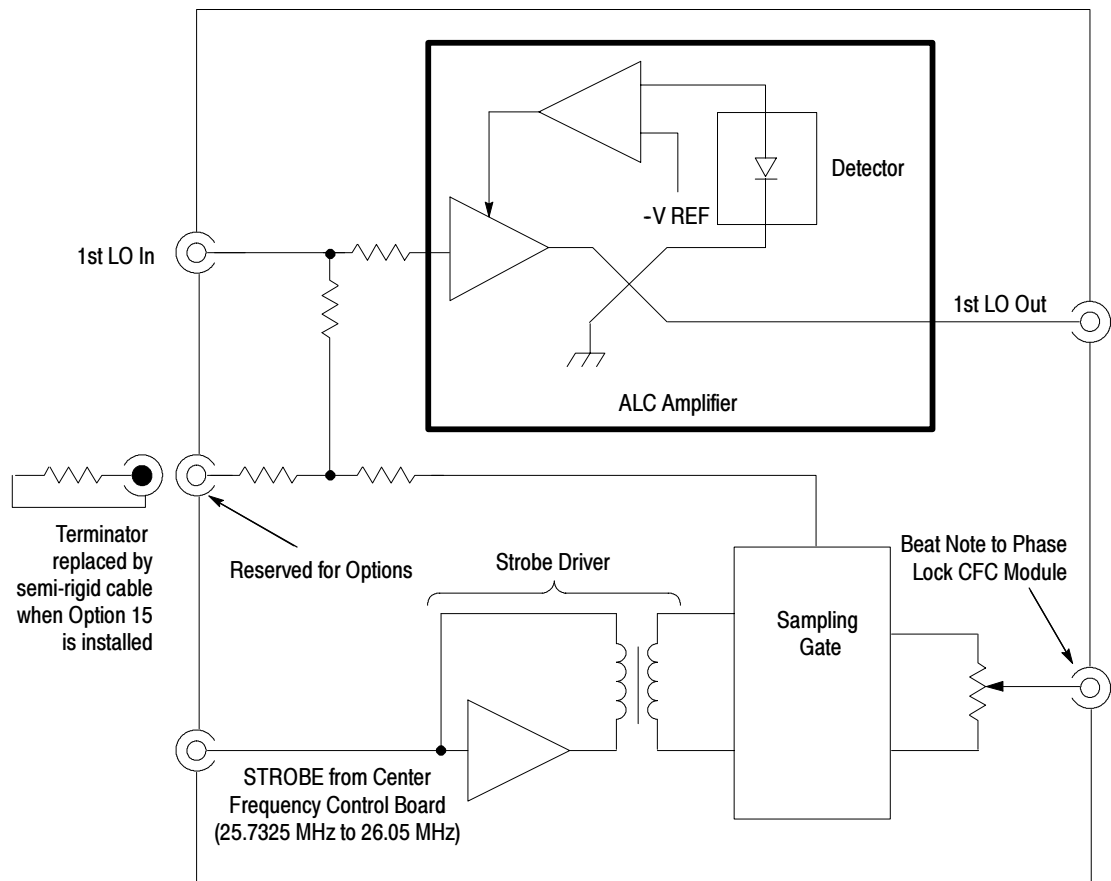 Detector
-V REF
1st LO In
1st LO Out
ALC Amplifier
Terminator
replaced by
semi-rigid cable
when Option 15
is installed
Reserved for Options
Strobe Driver
Beat Note to Phase
Lock CFC Module
Sampling
Gate
STROBE from Center
Frequency Control Board
(25.7325 MHz to 26.05 MHz)